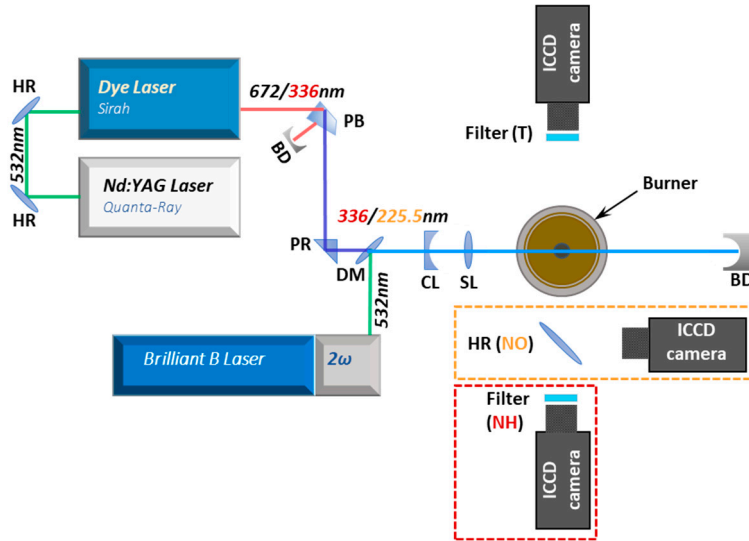 ICCD
camera
HR
Dye Laser
Sirah
672/336nm
PB
BD
Filter (T)
532nm
Nd:YAG Laser
Quanta-Ray
HR
Burner
336/225.5nm
PR
DM
CL
SL
BD
532nm
Brilliant B Laser
2ω
HR (NO)
ICCD
camera
Filter
(NH)
ICCD
camera